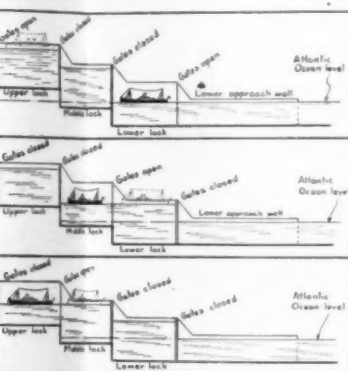 Gates open
Gates closed
Gates closed
Gates open
Atlantic
Ocean level
Lower approach wall
Upper lock
Middle lock
Lower lock
Gates closed
Gates closed
Gates open
Gates closed
Atlantic
Ocean level
Lower approach wall
Upper lock
Middle lock
Lower lock
Gates closed
Gates open
Gates closed
Gates closed
Atlantic
Ocean level
Upper lock
Middle lock
Lower lock